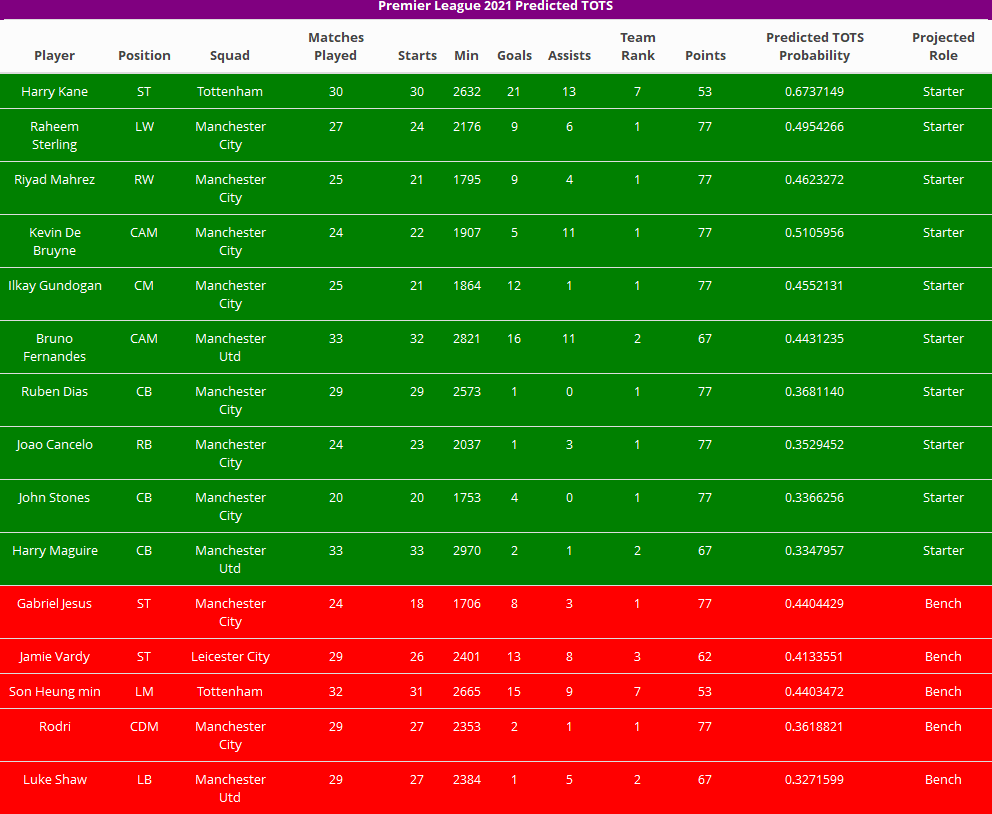 Premier League 2021 Predicted TOTS
Matches Team Predicted TOTS Projected
Player Position Squad Played Starts Min Goals Assists Rank Points Probability Role
Harry Kane ST Tottenham 30 30 2632 21 13 7 53 0.6737149 Starter
Raheem LW Manchester 27 24 2176 9 6 1 77 0.4954266 Starter
Sterling City
Riyad Mahrez RW Manchester 25 21 1795 9 4 1 77 0.4623272 Starter
City
Kevin De CAM Manchester 24 22 1907 5 11 1 77 0.5105956 Starter
Bruyne City
Ilkay Gundogan CM Manchester 25 21 1864 12 1 1 77 0.4552131 Starter
City
Bruno CAM Manchester 33 32 2821 16 11 2 67 0.4431235 Starter
Fernandes Utd
Ruben Dias CB Manchester 29 29 2573 1 0 1 77 0.3681140 Starter
City
Joao Cancelo RB Manchester 24 23 2037 1 3 1 77 0.3529452 Starter
City
John Stones CB Manchester 20 20 1753 4 0 1 77 0.3366256 Starter
City
Harry Maguire CB Manchester 33 33 2970 2 1 2 67 0.3347957 Starter
Utd
Gabriel Jesus ST Manchester 24 18 1706 8 3 1 77 0.4404429 Bench
City
Jamie Vardy ST Leicester City 29 26 2401 13 8 3 62 0.4133551 Bench
Son Heung min LM Tottenham 32 31 2665 15 9 7 53 0.4403472 Bench
Rodri CDM Manchester 29 27 2353 2 1 1 77 0.3618821 Bench
City
Luke Shaw LB Manchester 29 27 2384 1 5 2 67 0.3271599 Bench
Utd